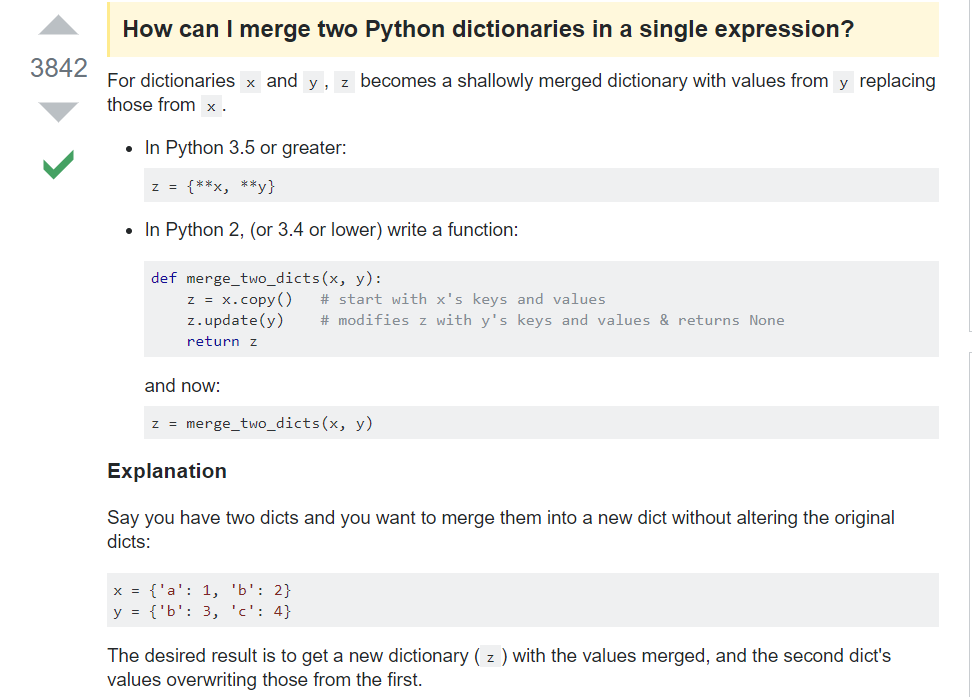 How can I merge two Python dictionaries in a single expression?
3842
For dictionaries x and y, z becomes a shallowly merged dictionary with values from y replacing
those from x.
• In Python 3.5 or greater:
z = {**x, **y}
• In Python 2, (or 3.4 or lower) write a function:
def merge_two_dicts(x, y):
    z = x.copy()   # start with x's keys and values
    z.update(y)    # modifies z with y's keys and values & returns None
    return z
and now:
z = merge_two_dicts(x, y)
Explanation
Say you have two dicts and you want to merge them into a new dict without altering the original
dicts:
x = {'a': 1, 'b': 2}
y = {'b': 3, 'c': 4}
The desired result is to get a new dictionary (z) with the values merged, and the second dict's
values overwriting those from the first.